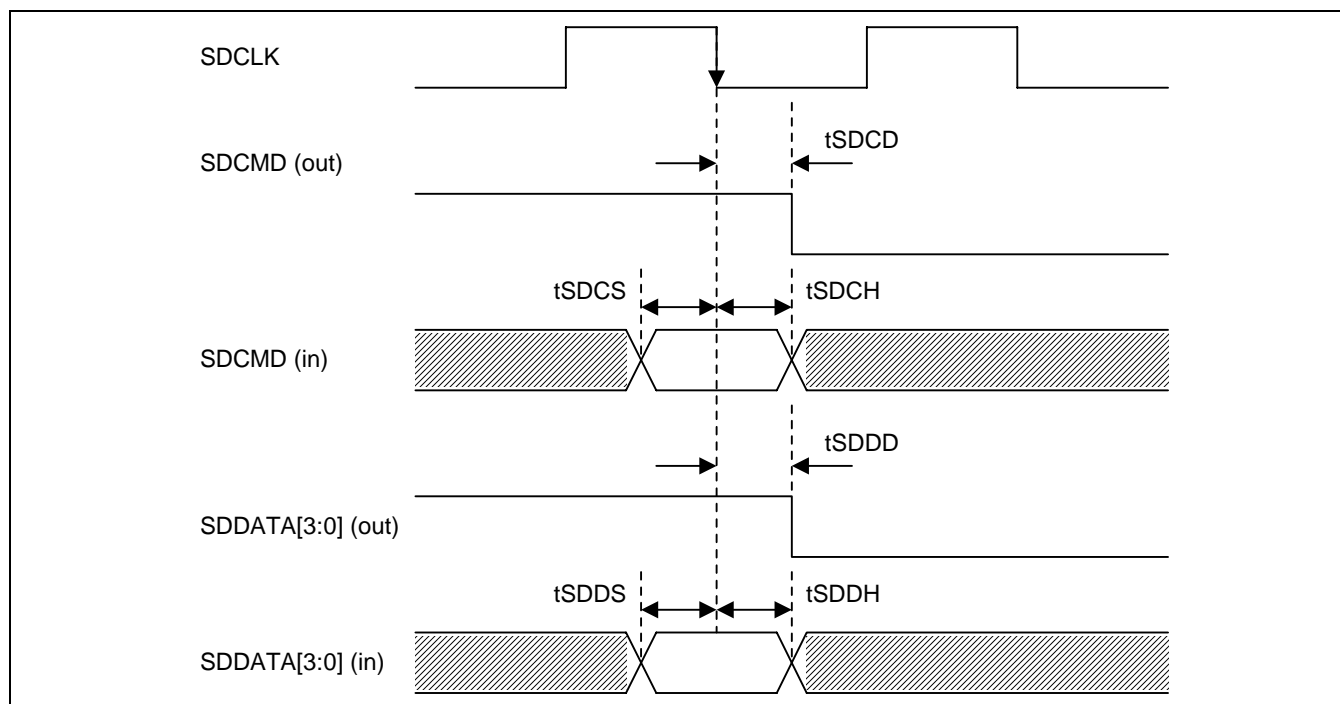 SDCLK
tSDCD
SDCMD (out)
tSDCS
tSDCH
SDCMD (in)
tSDDD
SDDATA[3:0] (out)
tSDDS
tSDDH
SDDATA[3:0] (in)